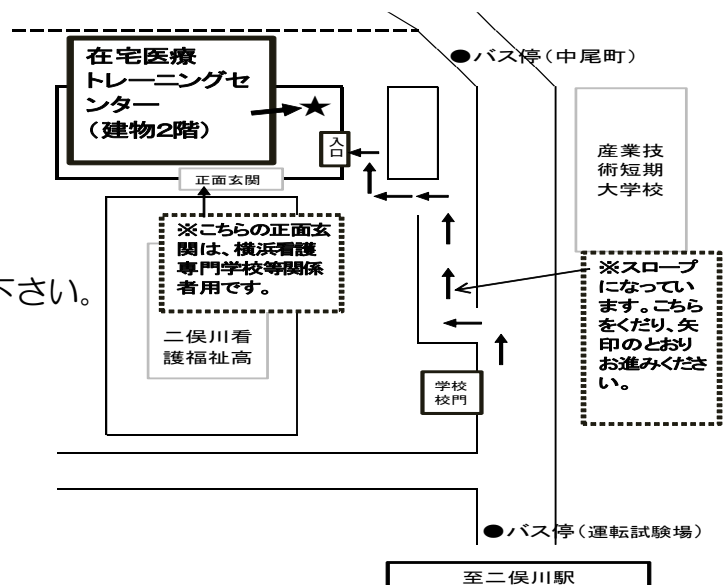 在宅医療
トレーニングセ
ンター
(建物2階)
★
●バス停(中尾町)
入口
正面玄関
産業技
術短期
大学校
※こちらの正面玄
関は、横浜看護
専門学校等関係
者用です。
※スロープ
になってい
ます。こちら
をくだり、矢
印のとおり
お進みくださ
い。
下さい。
二俣川看
護福祉高
学校
校門
●バス停(運転試験場)
至二俣川駅